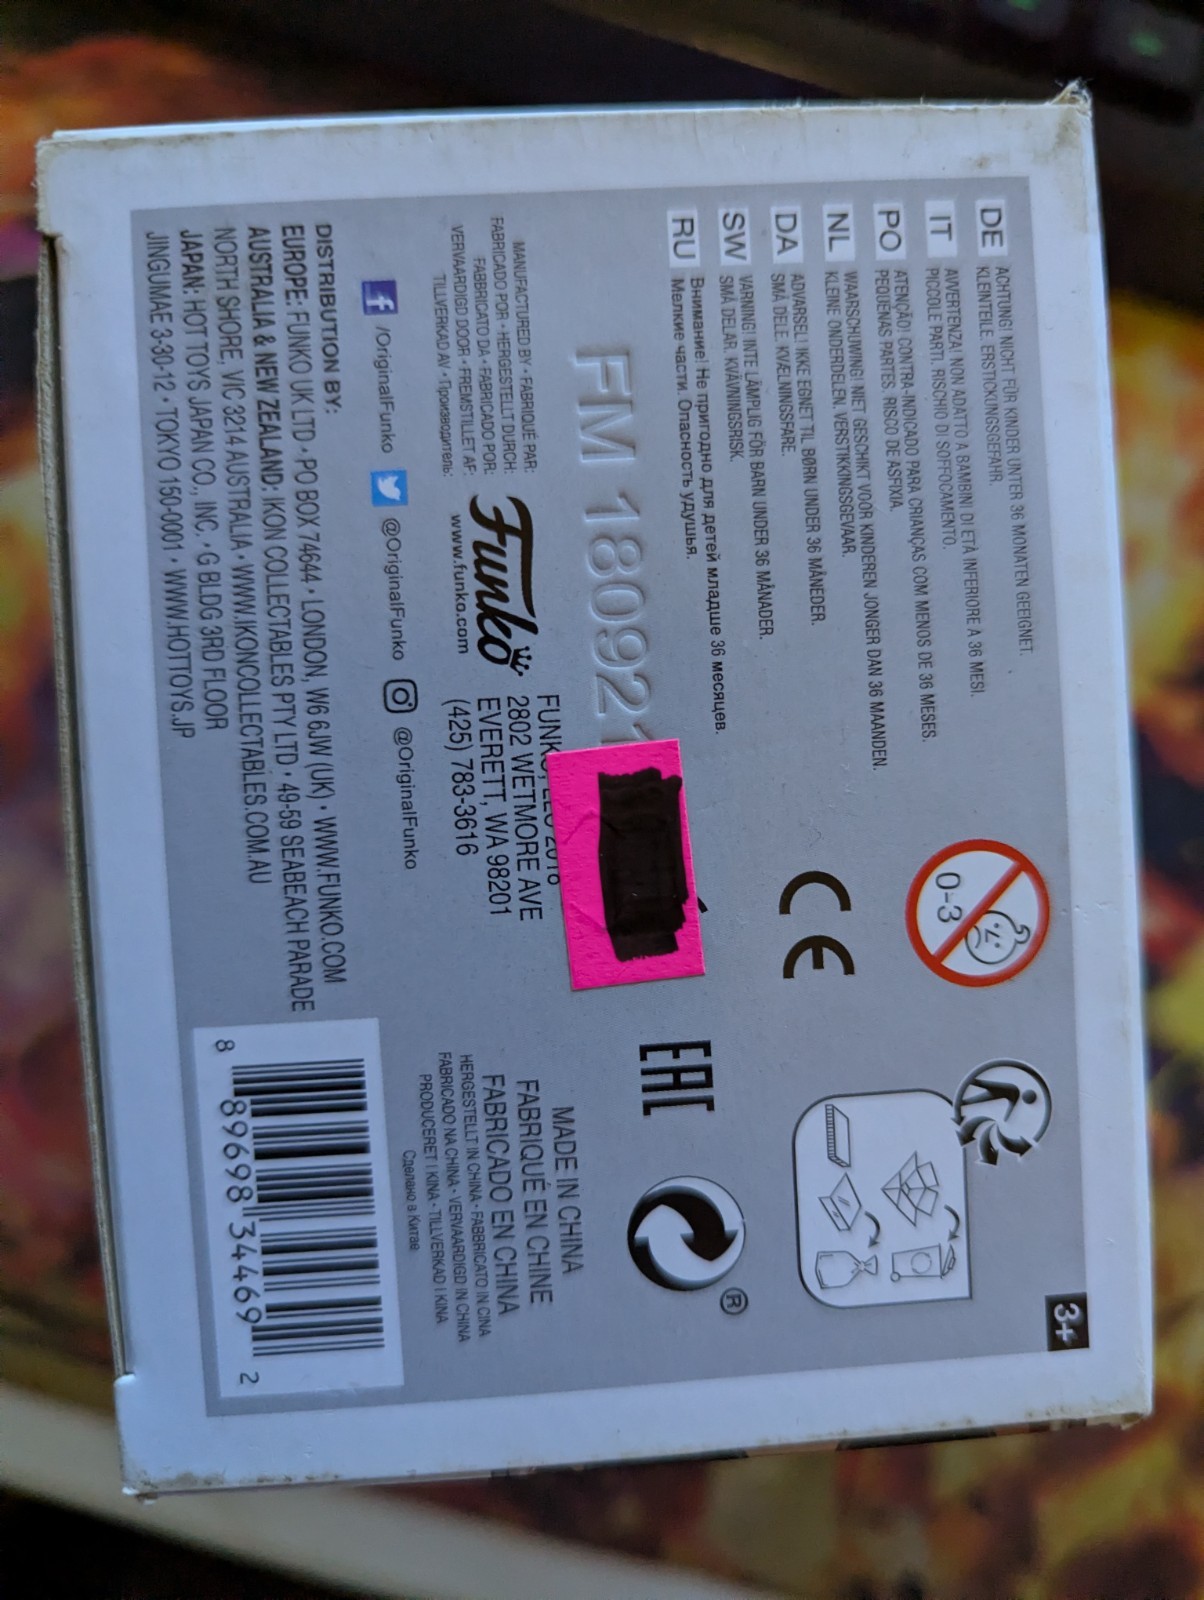 3+
DE
ACHTUNG! NICHT FÜR KINDER UNTER 36 MONATEN GEEIGNET.
KLEINTEILE. ERSTICKUNGSGEFAHR.
IT
AVVERTENZA! NON ADATTO A BAMBINI DI ETÀ INFERIORE A 36 MESI.
PICCOLE PARTI. RISCHIO DI SOFFOCAMENTO.
PO
ATENÇÃO! CONTRA-INDICADO PARA CRIANÇAS COM MENOS DE 36 MESES.
PEQUENAS PARTES. RISCO DE ASFIXIA.
NL
WAARSCHUWING! NIET GESCHIKT VOOR KINDEREN JONGER DAN 36 MAANDEN.
KLEINE ONDERDELEN. VERSTIKKINGSGEVAAR.
DA
ADVARSEL! IKKE EGNET TIL BØRN UNDER 36 MÅNEDER.
SMÅ DELE. KVÆLNINGSFARE.
SW
VARNING! INTE LÄMPLIG FÖR BARN UNDER 36 MÅNADER.
SMÅ DELAR. KVÄVNINGSRISK.
RU
Внимание! Не пригодно для детей младше 36 месяцев.
Мелкие части. Опасность удушья.
0-3
CE
EAC
®
FM 180921
MANUFACTURED BY • FABRIQUÉ PAR:
FABRICADO POR • HERGESTELLT DURCH:
FABBRICATO DA • FABRICADO POR:
VERVAARDIGD DOOR • FREMSTILLET AF:
TILLVERKAD AV • Производитель:
Funko
www.funko.com
FUNKO, LLC 2018
2802 WETMORE AVE
EVERETT, WA 98201
(425) 783-3616
MADE IN CHINA
FABRIQUÉ EN CHINE
FABRICADO EN CHINA
HERGESTELLT IN CHINA • FABBRICATO IN CINA
FABRICADO NA CHINA • VERVAARDIGD IN CHINA
PRODUCERET I KINA • TILLVERKAD I KINA
Сделано в Китае
/OriginalFunko @OriginalFunko @OriginalFunko
DISTRIBUTION BY:
EUROPE: FUNKO UK LTD • PO BOX 74644 • LONDON, W6 6JW (UK) • WWW.FUNKO.COM
AUSTRALIA & NEW ZEALAND: IKON COLLECTABLES PTY LTD • 49-59 SEABEACH PARADE
NORTH SHORE, VIC 3214 AUSTRALIA • WWW.IKONCOLLECTABLES.COM.AU
JAPAN: HOT TOYS JAPAN CO., INC. • G BLDG 3RD FLOOR
JINGUMAE 3-30-12 • TOKYO 150-0001 • WWW.HOTTOYS.JP
8 89698 34469 2